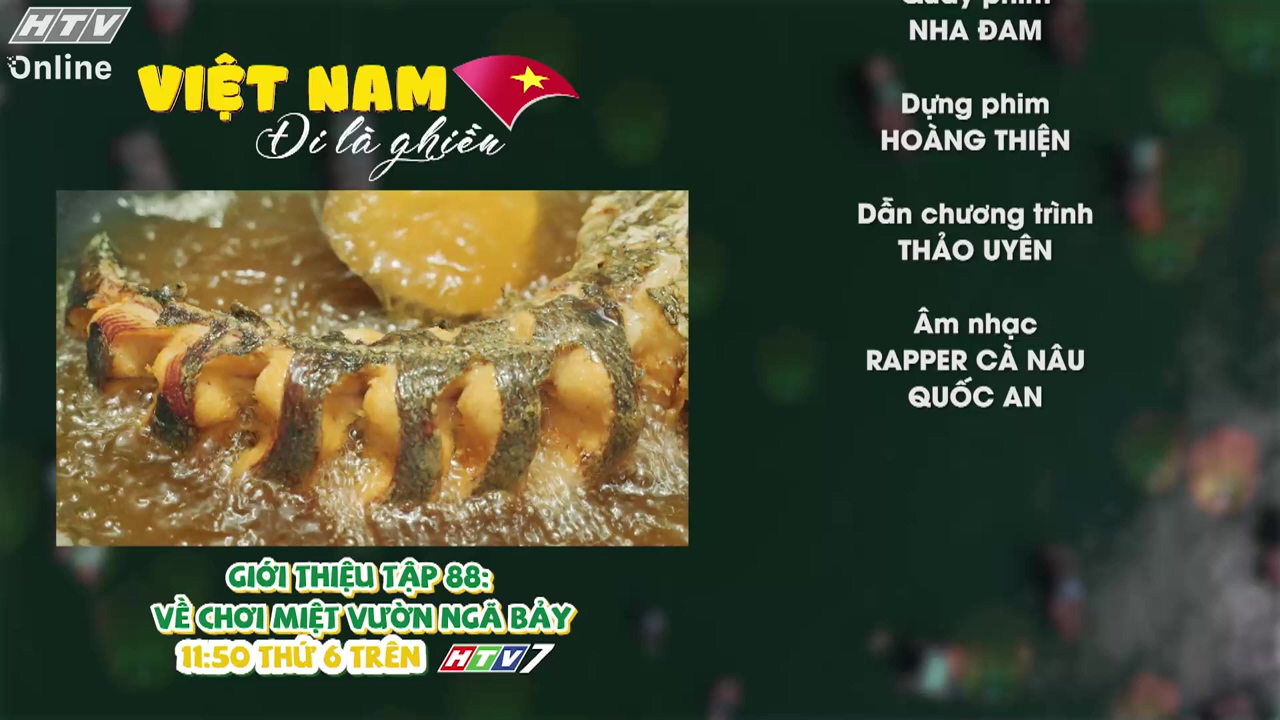 HTV
Online
VIỆT NAM
Đi là ghiền
GIỚI THIỆU TẬP 88:
VỀ CHƠI MIỆT VƯỜN NGÃ BẢY
11:50 THỨ 6 TRÊN HTV7
Quay phim
NHA ĐAM
Dựng phim
HOÀNG THIỆN
Dẫn chương trình
THẢO UYÊN
Âm nhạc
RAPPER CÀ NÂU
QUỐC AN